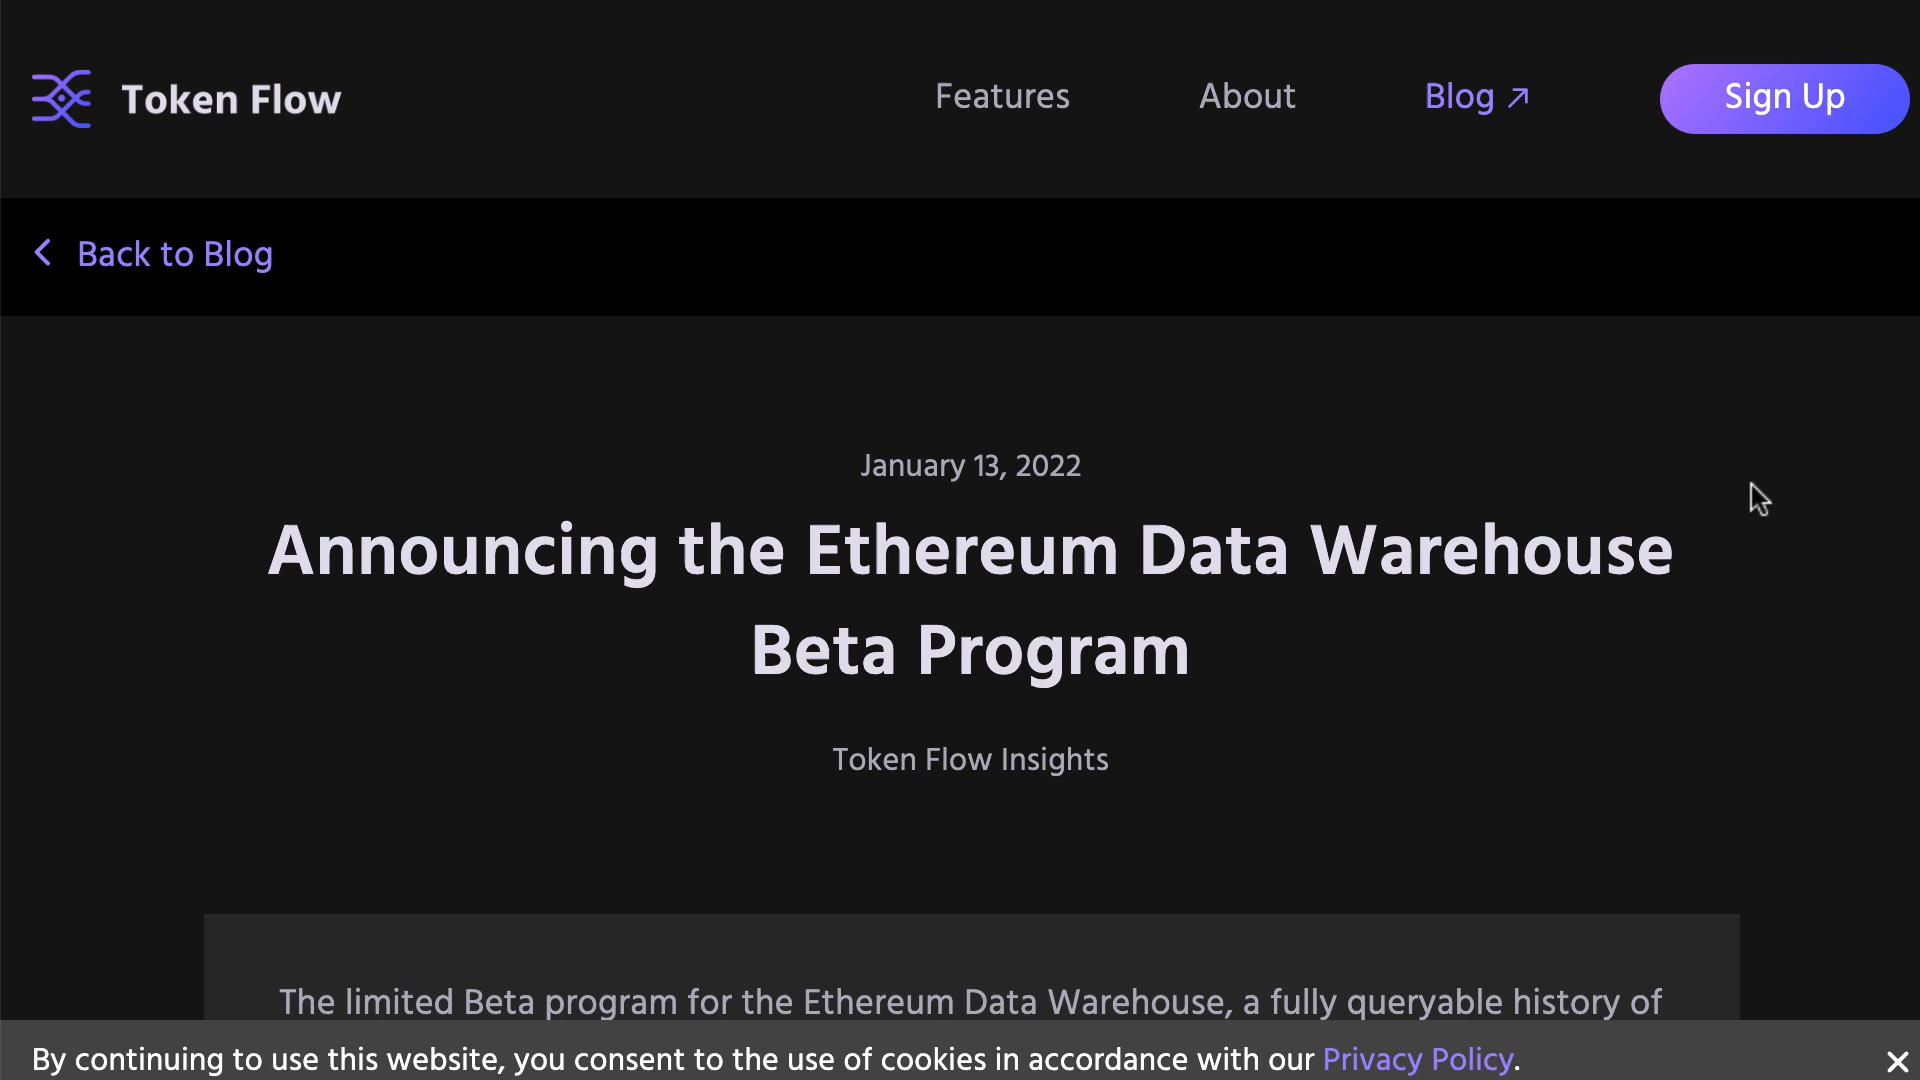 Token Flow
Features
About
Blog
Sign Up
Back to Blog
January 13, 2022
Announcing the Ethereum Data Warehouse
Beta Program
Token Flow Insights
The limited Beta program for the Ethereum Data Warehouse, a fully queryable history of
By continuing to use this website, you consent to the use of cookies in accordance with our Privacy Policy.